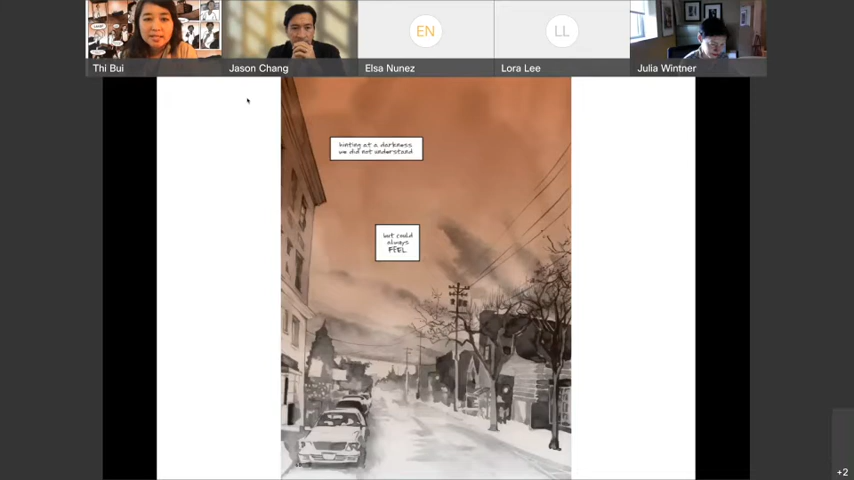 EN
LL
Thi Bui
Jason Chang
Elsa Nunez
Lora Lee
Julia Wintner
hinting at a darkness
we did not understand
but could
always
FEEL
+2